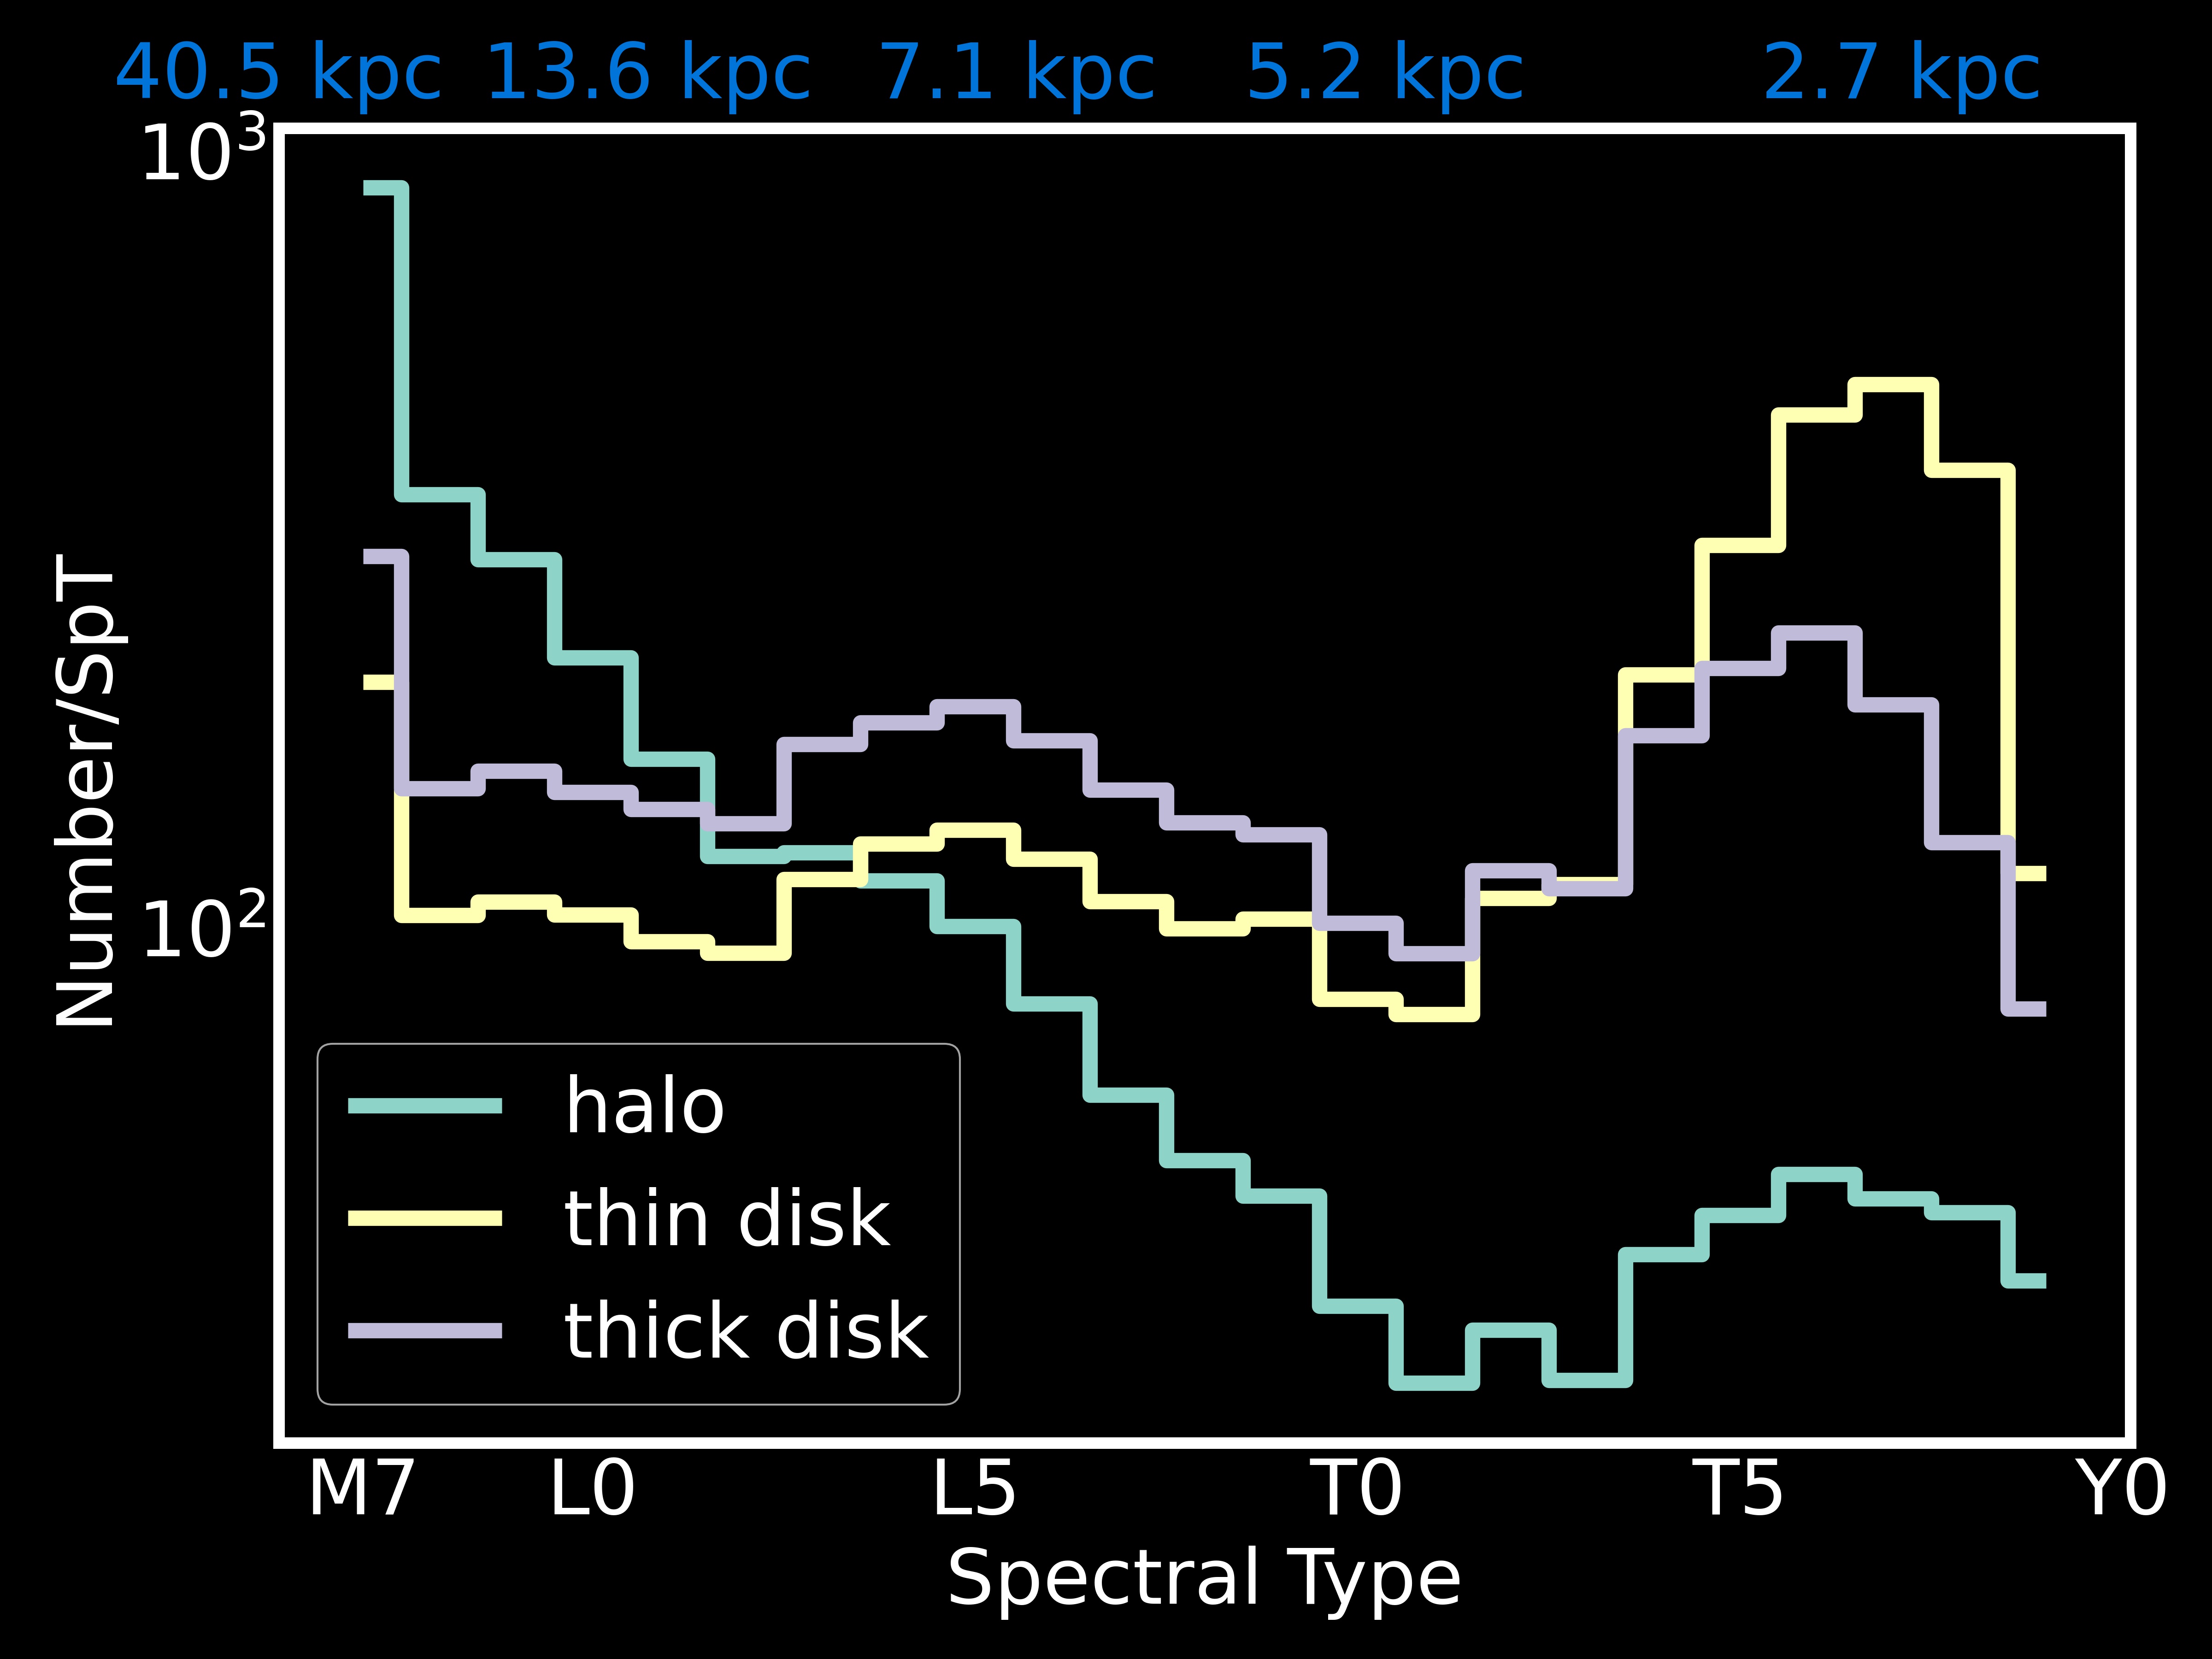 40.5 kpc 13.6 kpc 7.1 kpc 5.2 kpc 2.7 kpc
10³
10²
Number/SpT
halo
thin disk
thick disk
M7 L0 L5 T0 T5 Y0
Spectral Type